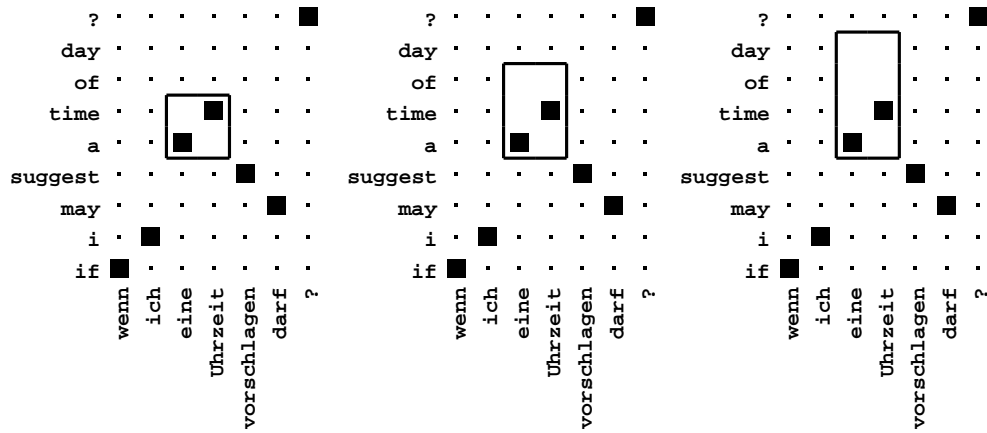 ?
day
of
time
a
suggest
may
i
if
wenn
ich
eine
Uhrzeit
vorschlagen
darf
?
?
day
of
time
a
suggest
may
i
if
wenn
ich
eine
Uhrzeit
vorschlagen
darf
?
?
day
of
time
a
suggest
may
i
if
wenn
ich
eine
Uhrzeit
vorschlagen
darf
?